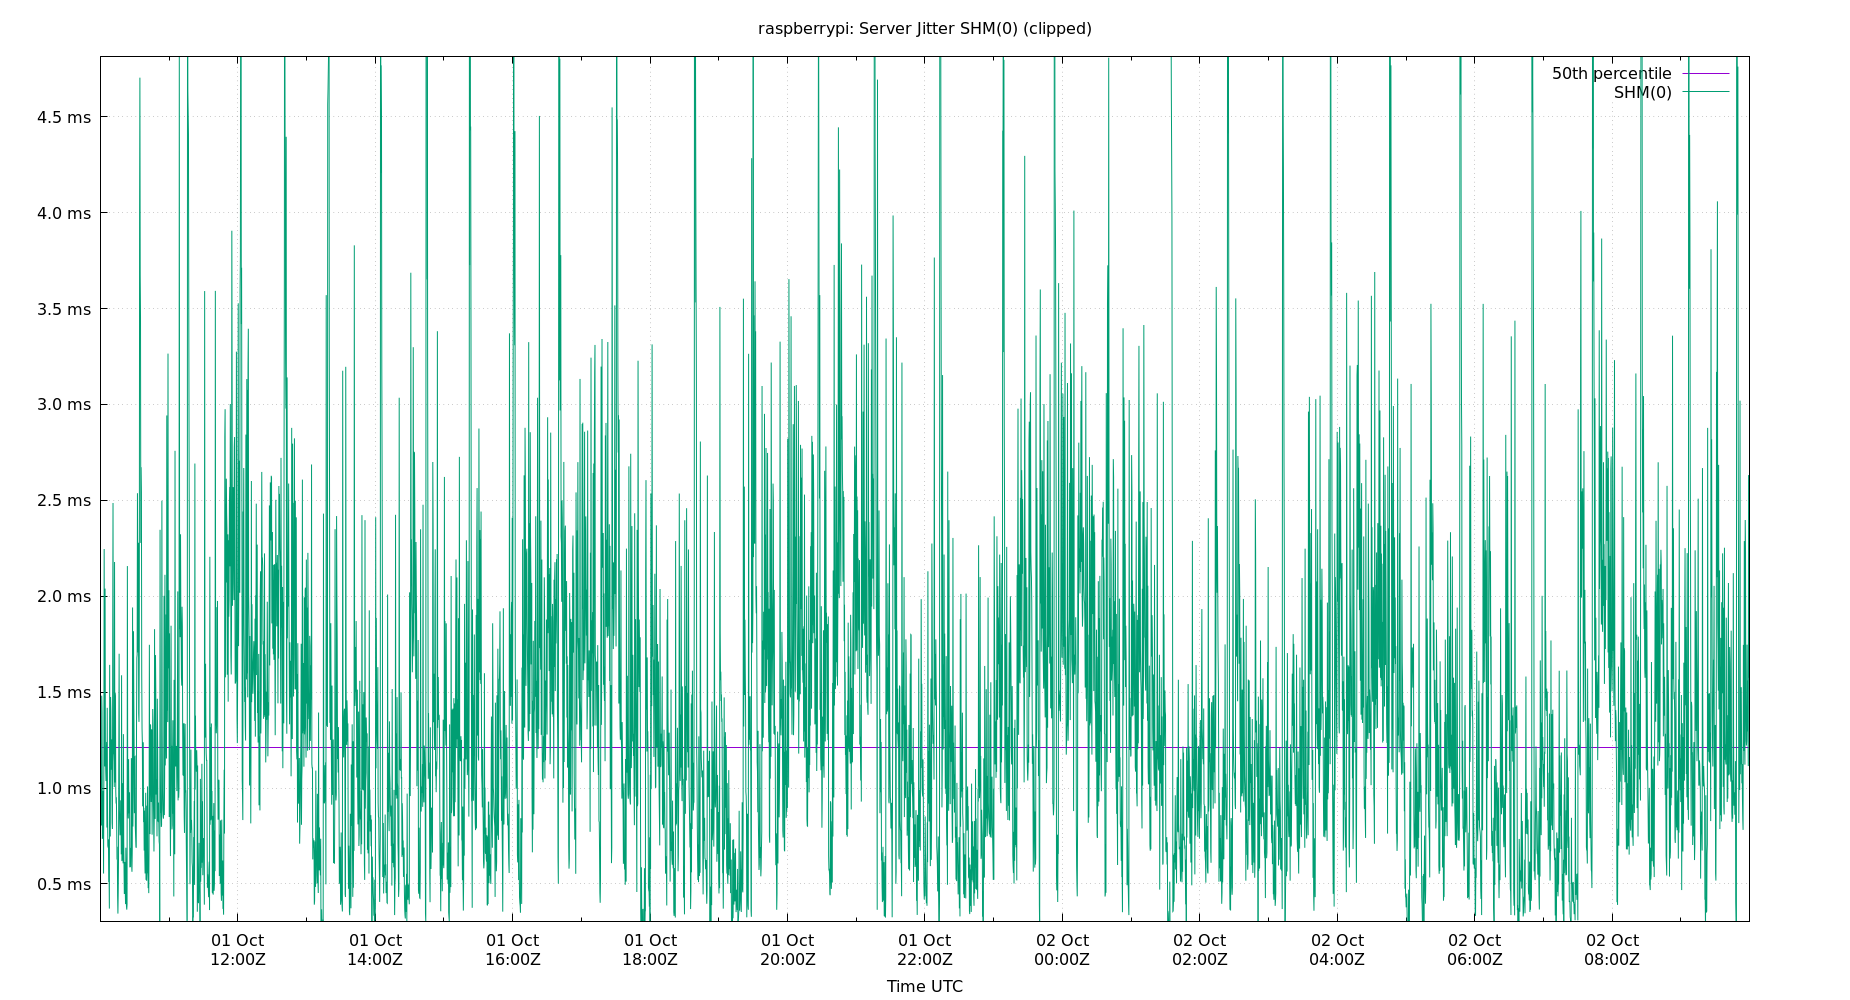 raspberrypi: Server Jitter SHM(0) (clipped)
50th percentile
SHM(0)
4.5 ms
4.0 ms
3.5 ms
3.0 ms
2.5 ms
2.0 ms
1.5 ms
1.0 ms
0.5 ms
01 Oct 01 Oct 01 Oct 01 Oct 01 Oct 01 Oct 02 Oct 02 Oct 02 Oct 02 Oct 02 Oct
12:00Z 14:00Z 16:00Z 18:00Z 20:00Z 22:00Z 00:00Z 02:00Z 04:00Z 06:00Z 08:00Z
Time UTC